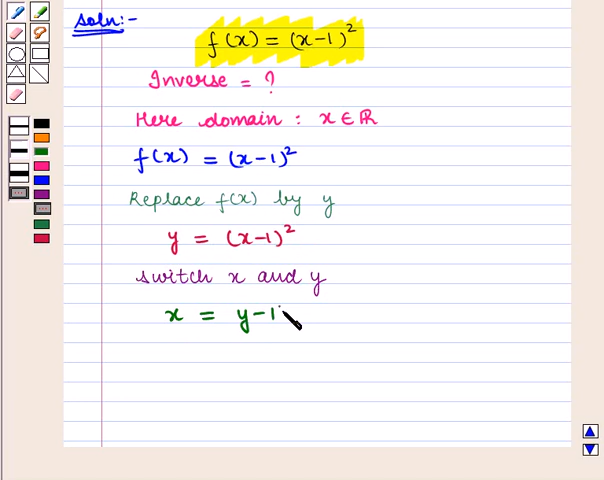 Soln:-
f(x) = (x-1)²
Inverse = ?
Here domain : x ∈ ℝ
f(x) = (x-1)²
Replace f(x) by y
y = (x-1)²
switch x and y
x = y-1